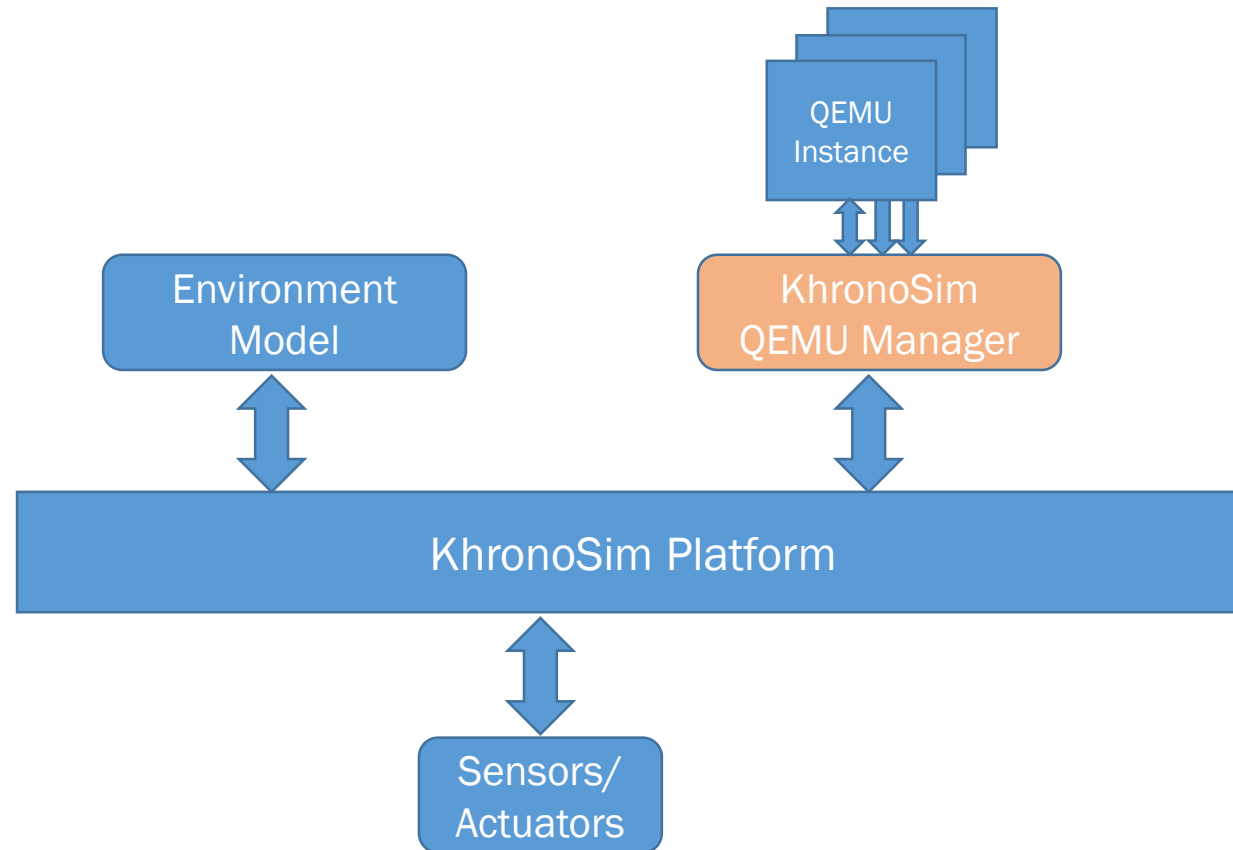 QEMU
Instance
Environment
Model
KhronoSim
QEMU Manager
KhronoSim Platform
Sensors/
Actuators